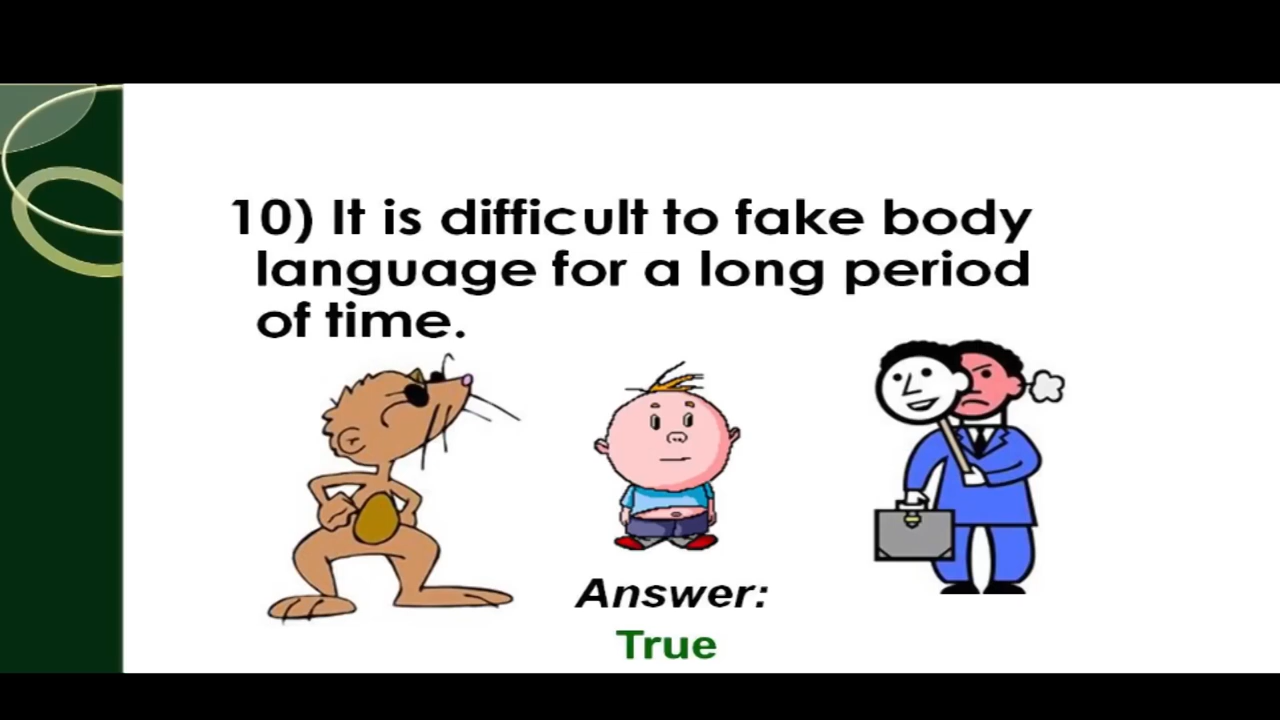 10) It is difficult to fake body
language for a long period
of time.
Answer:
True